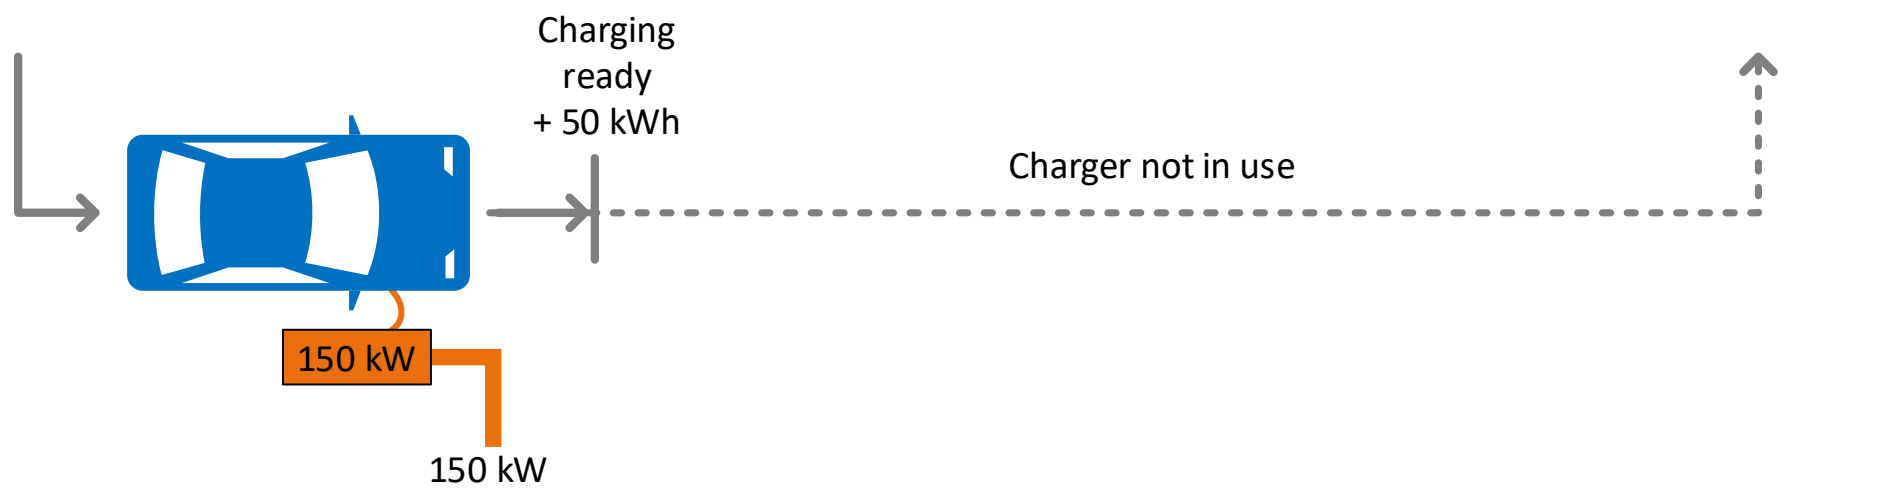 Charging
ready
+ 50 kWh
Charger not in use
150 kW
150 kW